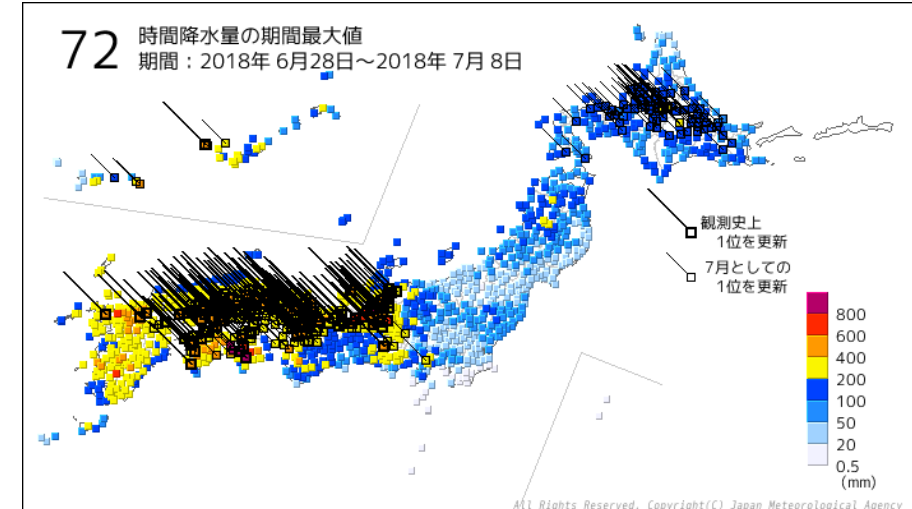 72 時間降水量の期間最大値
期間：2018年 6月28日～2018年 7月 8日
観測史上
1位を更新
7月としての
1位を更新
800
600
400
200
100
50
20
0.5
(mm)
All Rights Reserved. Copyright(C) Japan Meteorological Agency